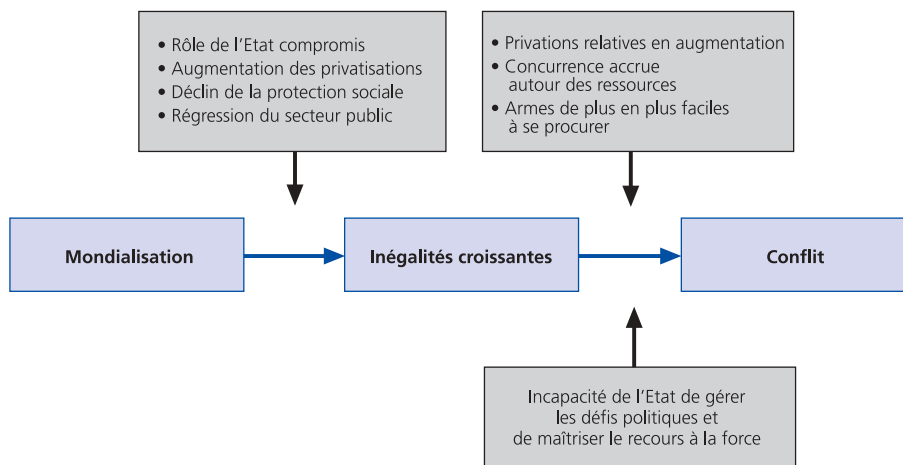 • Rôle de l’Etat compromis
• Augmentation des privatisations
• Déclin de la protection sociale
• Régression du secteur public
• Privations relatives en augmentation
• Concurrence accrue
autour des ressources
• Armes de plus en plus faciles
à se procurer
Mondialisation
Inégalités croissantes
Conflit
Incapacité de l’Etat de gérer
les défis politiques et
de maîtriser le recours à la force